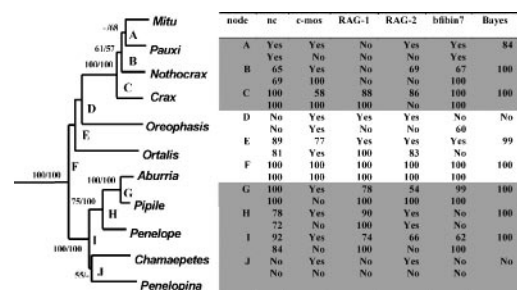 node nc c-mos RAG-1 RAG-2 bfibin7 Bayes
A Yes Yes No Yes Yes 84
Yes No No No Yes
B 65 Yes No 69 67 100
69 100 No No 100
C 100 58 88 86 100 100
100 100 100 No 100
D No Yes Yes Yes No No
No Yes No No 60
E 89 77 Yes Yes Yes 99
81 Yes 100 83 No
F 100 100 100 100 100 100
100 100 100 100 100
G 100 Yes 78 54 99 100
100 No 100 100 100
H 78 Yes 90 Yes No 100
72 No 100 Yes No
I 92 Yes 74 66 62 100
84 No 100 No 100
J No Yes No Yes No No
No No No No No
Mitu
-/68
A
Pauxi
61/57
B
Nothocrax
100/100
C
Crax
D
Oreophasis
E
Ortalis
F
100/100
Aburria
75/100
G
Pipile
H
Penelope
I
100/100
Chamaepetes
J
55/-
Penelopina